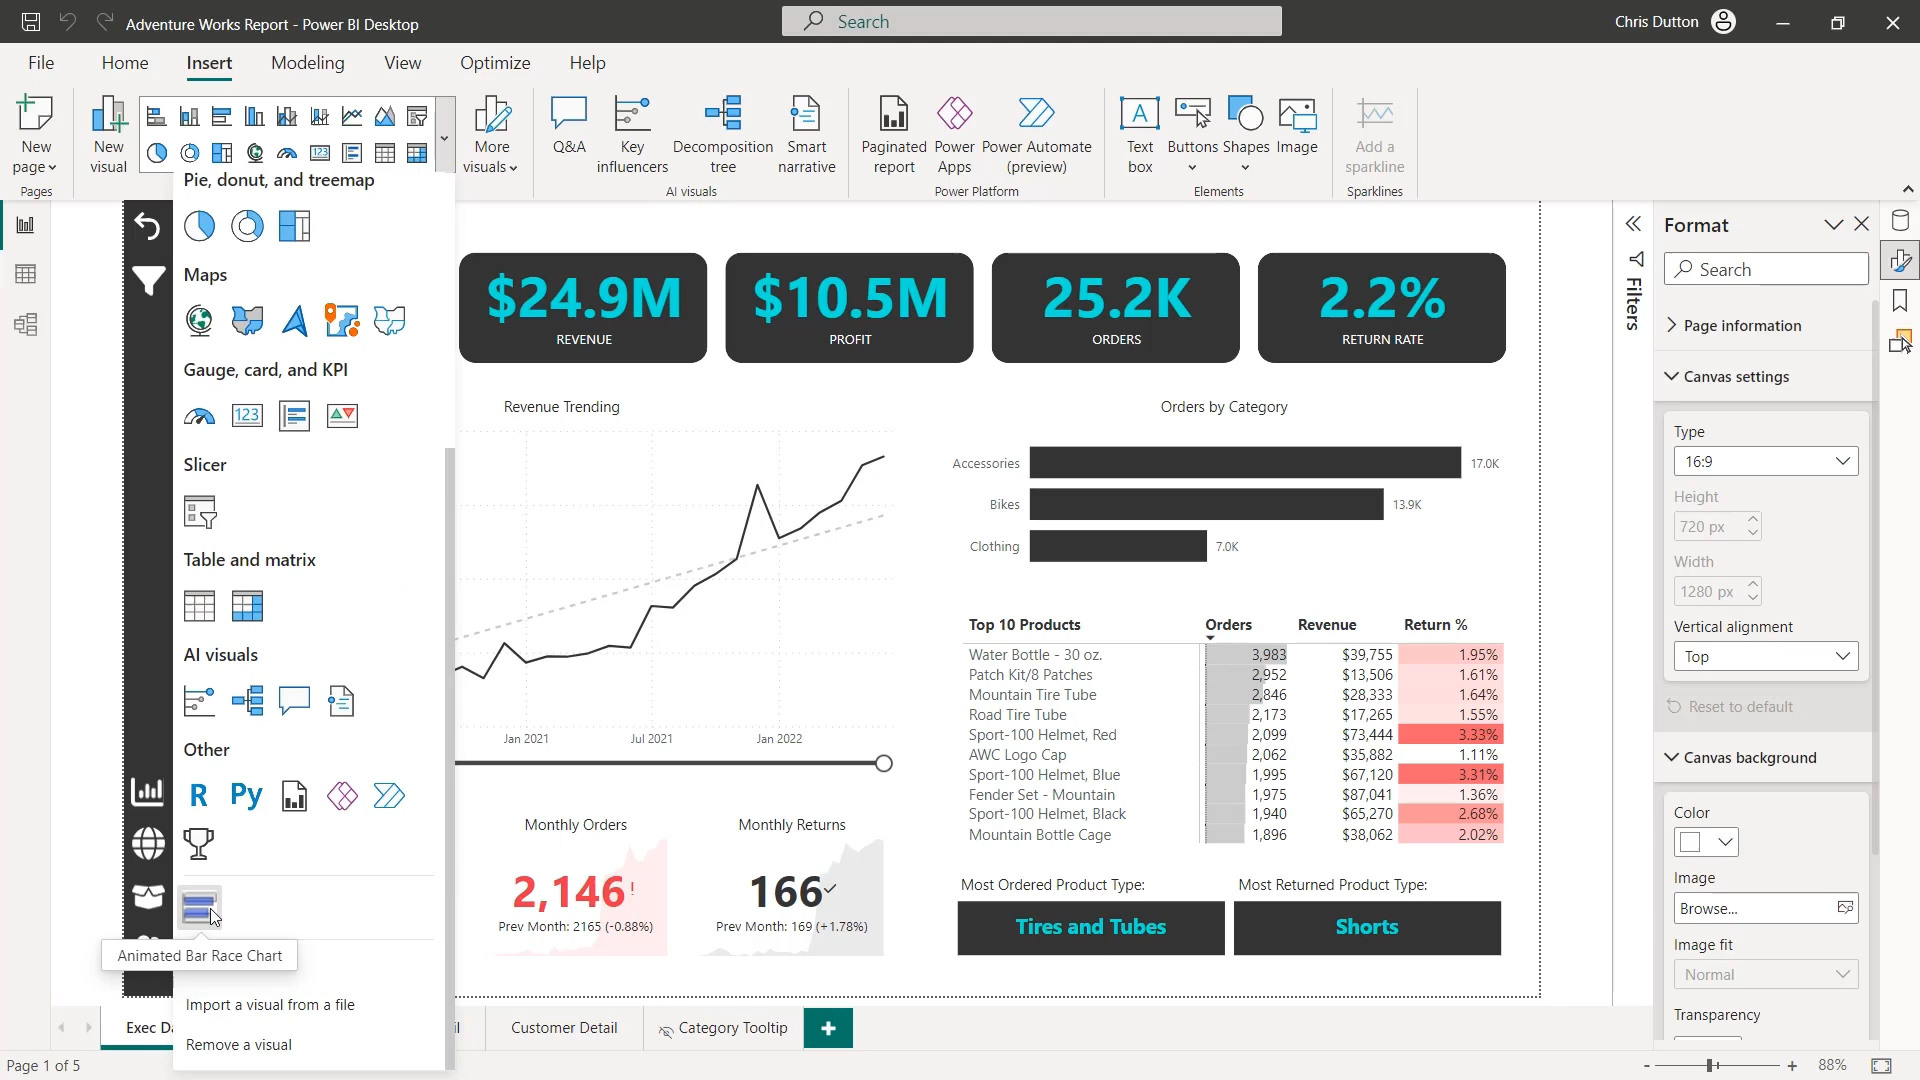 Adventure Works Report - Power BI Desktop
Search
Chris Dutton
File
Home
Insert
Modeling
View
Optimize
Help
New
page
Pages
New
visual
123
More
visuals
Q&A
Key
influencers
Decomposition
tree
Smart
narrative
AI visuals
Paginated
report
Power
Apps
Power Automate
(preview)
Power Platform
A
Text
box
Buttons
Shapes
Image
Elements
Add a
sparkline
Sparklines
Pie, donut, and treemap
Maps
Gauge, card, and KPI
123
Slicer
Table and matrix
AI visuals
Other
R
Py
Animated Bar Race Chart
Import a visual from a file
Remove a visual
$24.9M
REVENUE
$10.5M
PROFIT
25.2K
ORDERS
2.2%
RETURN RATE
Revenue Trending
Jan 2021
Jul 2021
Jan 2022
Orders by Category
Accessories
17.0K
Bikes
13.9K
Clothing
7.0K
Top 10 Products Orders Revenue Return %
Water Bottle - 30 oz. 3,983 $39,755 1.95%
Patch Kit/8 Patches 2,952 $13,506 1.61%
Mountain Tire Tube 2,846 $28,333 1.64%
Road Tire Tube 2,173 $17,265 1.55%
Sport-100 Helmet, Red 2,099 $73,444 3.33%
AWC Logo Cap 2,062 $35,882 1.11%
Sport-100 Helmet, Blue 1,995 $67,120 3.31%
Fender Set - Mountain 1,975 $87,041 1.36%
Sport-100 Helmet, Black 1,940 $65,270 2.68%
Mountain Bottle Cage 1,896 $38,062 2.02%
Monthly Orders
2,146!
Prev Month: 2165 (-0.88%)
Monthly Returns
166
Prev Month: 169 (+1.78%)
Most Ordered Product Type:
Tires and Tubes
Most Returned Product Type:
Shorts
Filters
Format
Search
Page information
Canvas settings
Type
16:9
Height
720 px
Width
1280 px
Vertical alignment
Top
Reset to default
Canvas background
Color
Image
Browse...
Image fit
Normal
Transparency
Exec Da
il
Customer Detail
Category Tooltip
+
Page 1 of 5
- + 88%